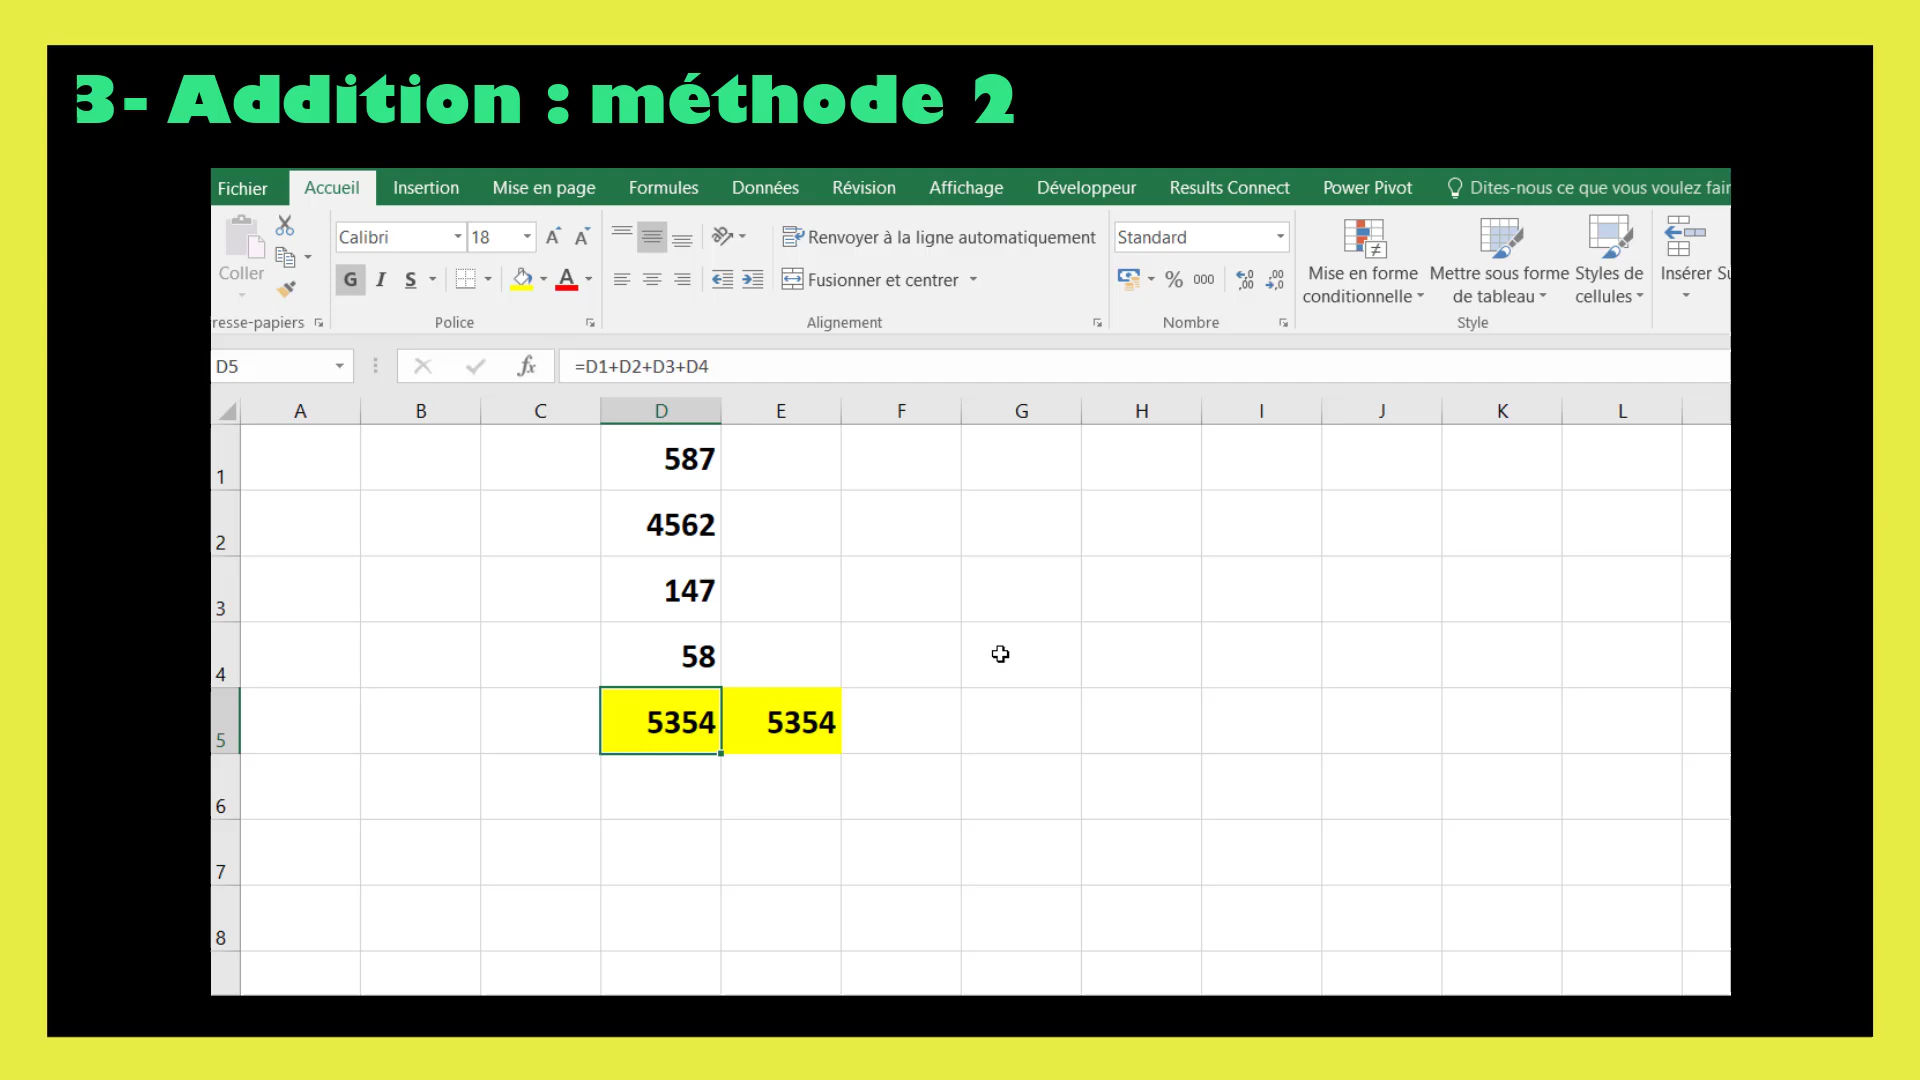 3- Addition : méthode 2
Fichier Accueil Insertion Mise en page Formules Données Révision Affichage Développeur Results Connect Power Pivot Dites-nous ce que vous voulez fair
Coller
Calibri 18
G I S A
Renvoyer à la ligne automatiquement
Fusionner et centrer
Standard
% 000
Mise en forme conditionnelle
Mettre sous forme de tableau
Styles de cellules
Insérer Su
resse-papiers Police Alignement Nombre Style
D5 fx =D1+D2+D3+D4
A B C D E F G H I J K L
1 587
2 4562
3 147
4 58
5 5354 5354
6
7
8